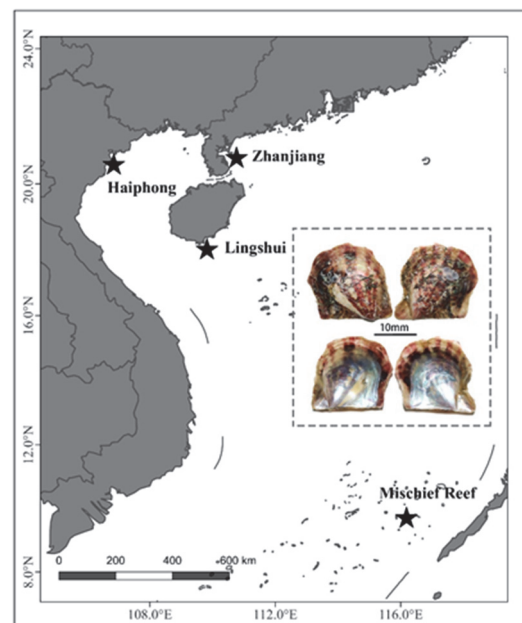 24.0°N
20.0°N
16.0°N
12.0°N
8.0°N
Zhanjiang
Haiphong
Lingshui
10mm
Mischief Reef
0 200 400 600 km
108.0°E 112.0°E 116.0°E